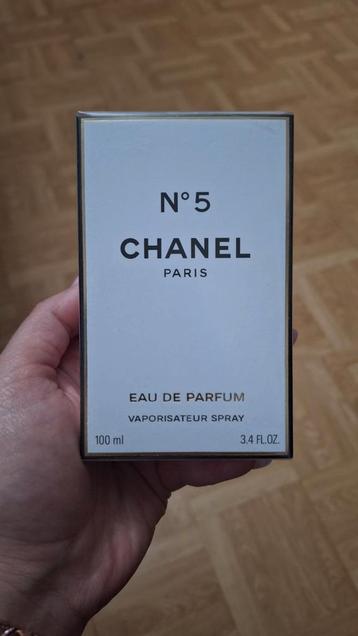 N° 5
CHANEL
PARIS
EAU DE PARFUM
VAPORISATEUR SPRAY
100 ml 3.4 FL.OZ.